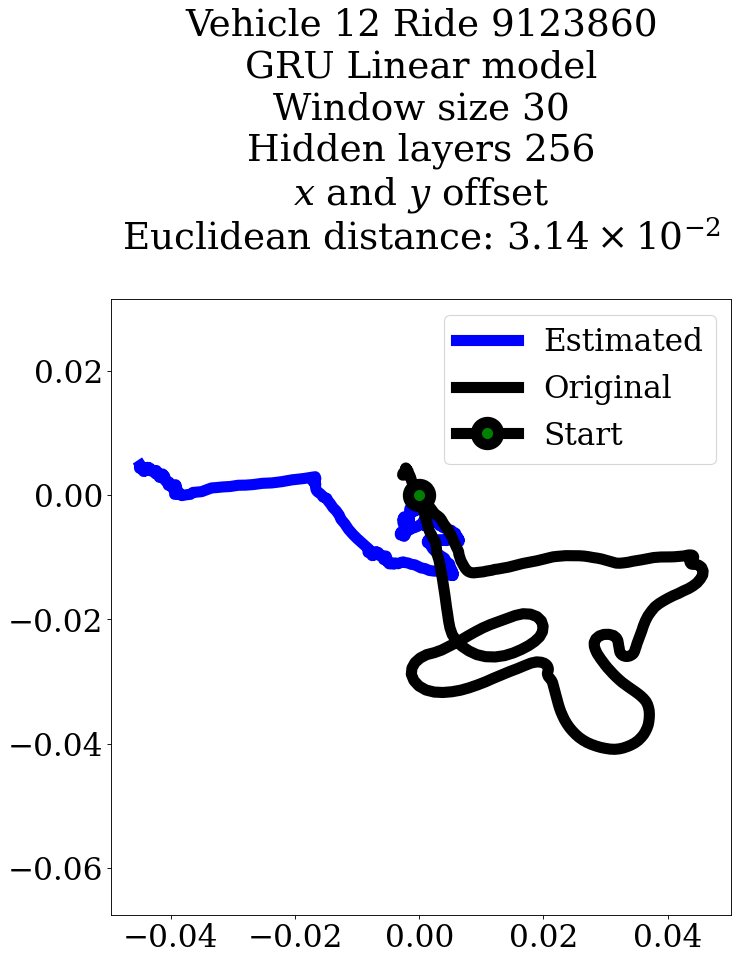 Vehicle 12 Ride 9123860
GRU Linear model
Window size 30
Hidden layers 256
x and y offset
Euclidean distance: 3.14 × 10⁻²
Estimated
Original
Start
0.02
0.00
−0.02
−0.04
−0.06
−0.04 −0.02 0.00 0.02 0.04